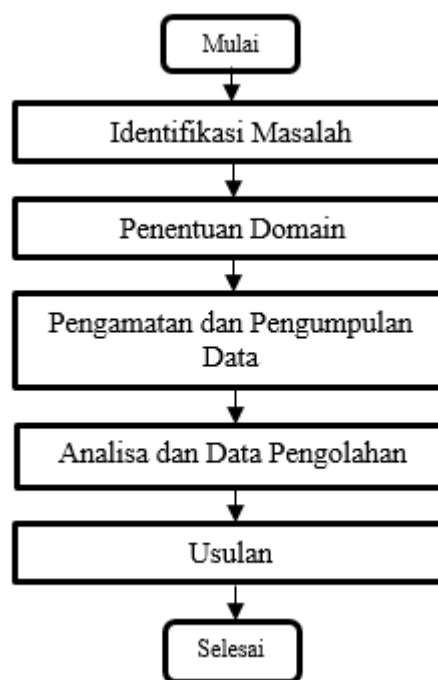 Mulai
Identifikasi Masalah
Penentuan Domain
Pengamatan dan Pengumpulan
Data
Analisa dan Data Pengolahan
Usulan
Selesai